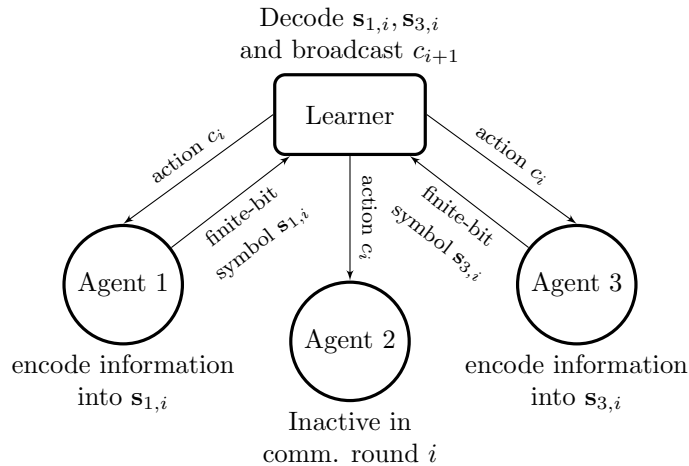 Decode s₁,ᵢ, s₃,ᵢ
and broadcast cᵢ₊₁
Learner
action cᵢ
finite-bit
symbol s₁,ᵢ
action cᵢ
finite-bit
symbol s₃,ᵢ
action cᵢ
Agent 1
Agent 2
Agent 3
encode information
into s₁,ᵢ
Inactive in
comm. round i
encode information
into s₃,ᵢ